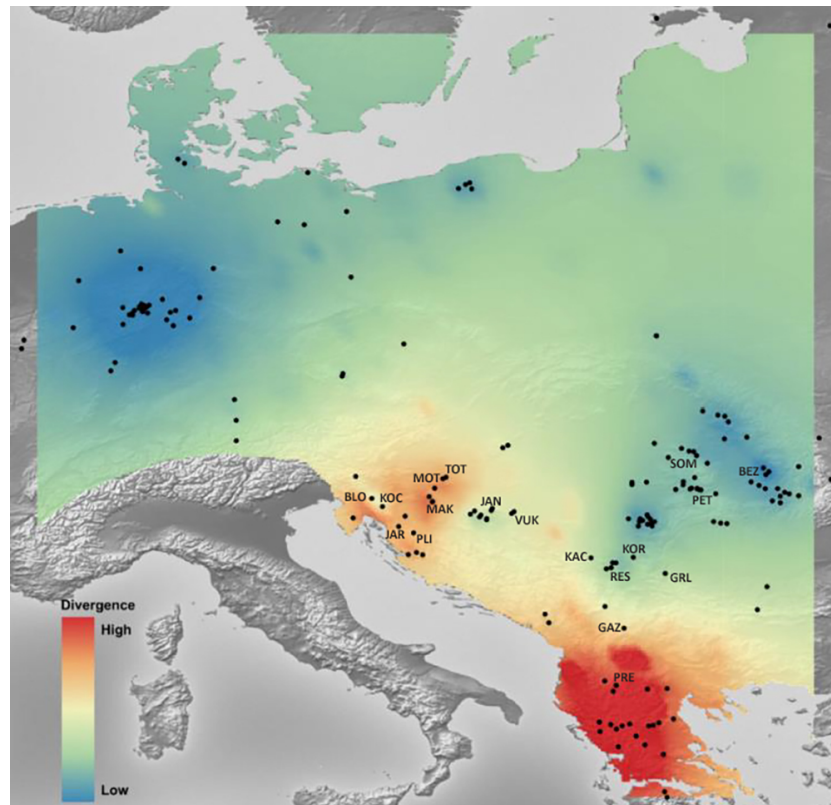 TOT
MOT
SOM
BEZ
BLO
KOC
MAK
JAN
PET
VUK
JAR
PLI
KAC
KOR
RES
GRL
Divergence
High
GAZ
PRE
Low